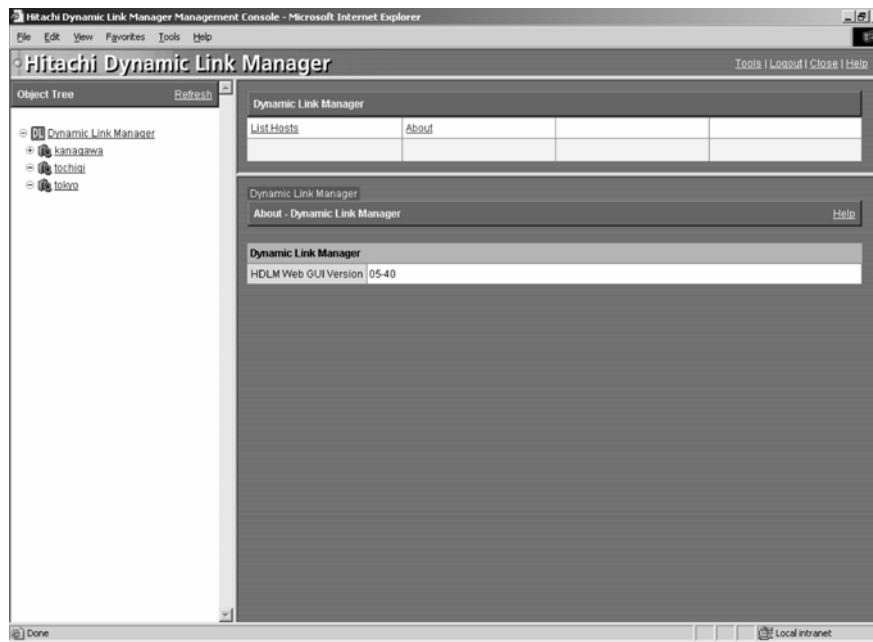 Hitachi Dynamic Link Manager Management Console - Microsoft Internet Explorer
File Edit View Favorites Tools Help
Hitachi Dynamic Link Manager
Tools | Logout | Close | Help
Object Tree Refresh
DL Dynamic Link Manager
kanagawa
tochigi
tokyo
Dynamic Link Manager
List Hosts About
Dynamic Link Manager
About - Dynamic Link Manager Help
Dynamic Link Manager
HDLM Web GUI Version 05-40
Done Local intranet